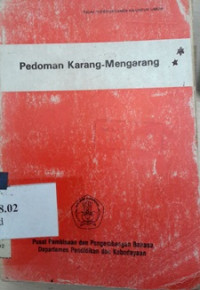 Pedoman Karang-Mengarang
8.02
Pusat Pembinaan dan Pengembangan Bahasa
Departemen Pendidikan dan Kebudayaan